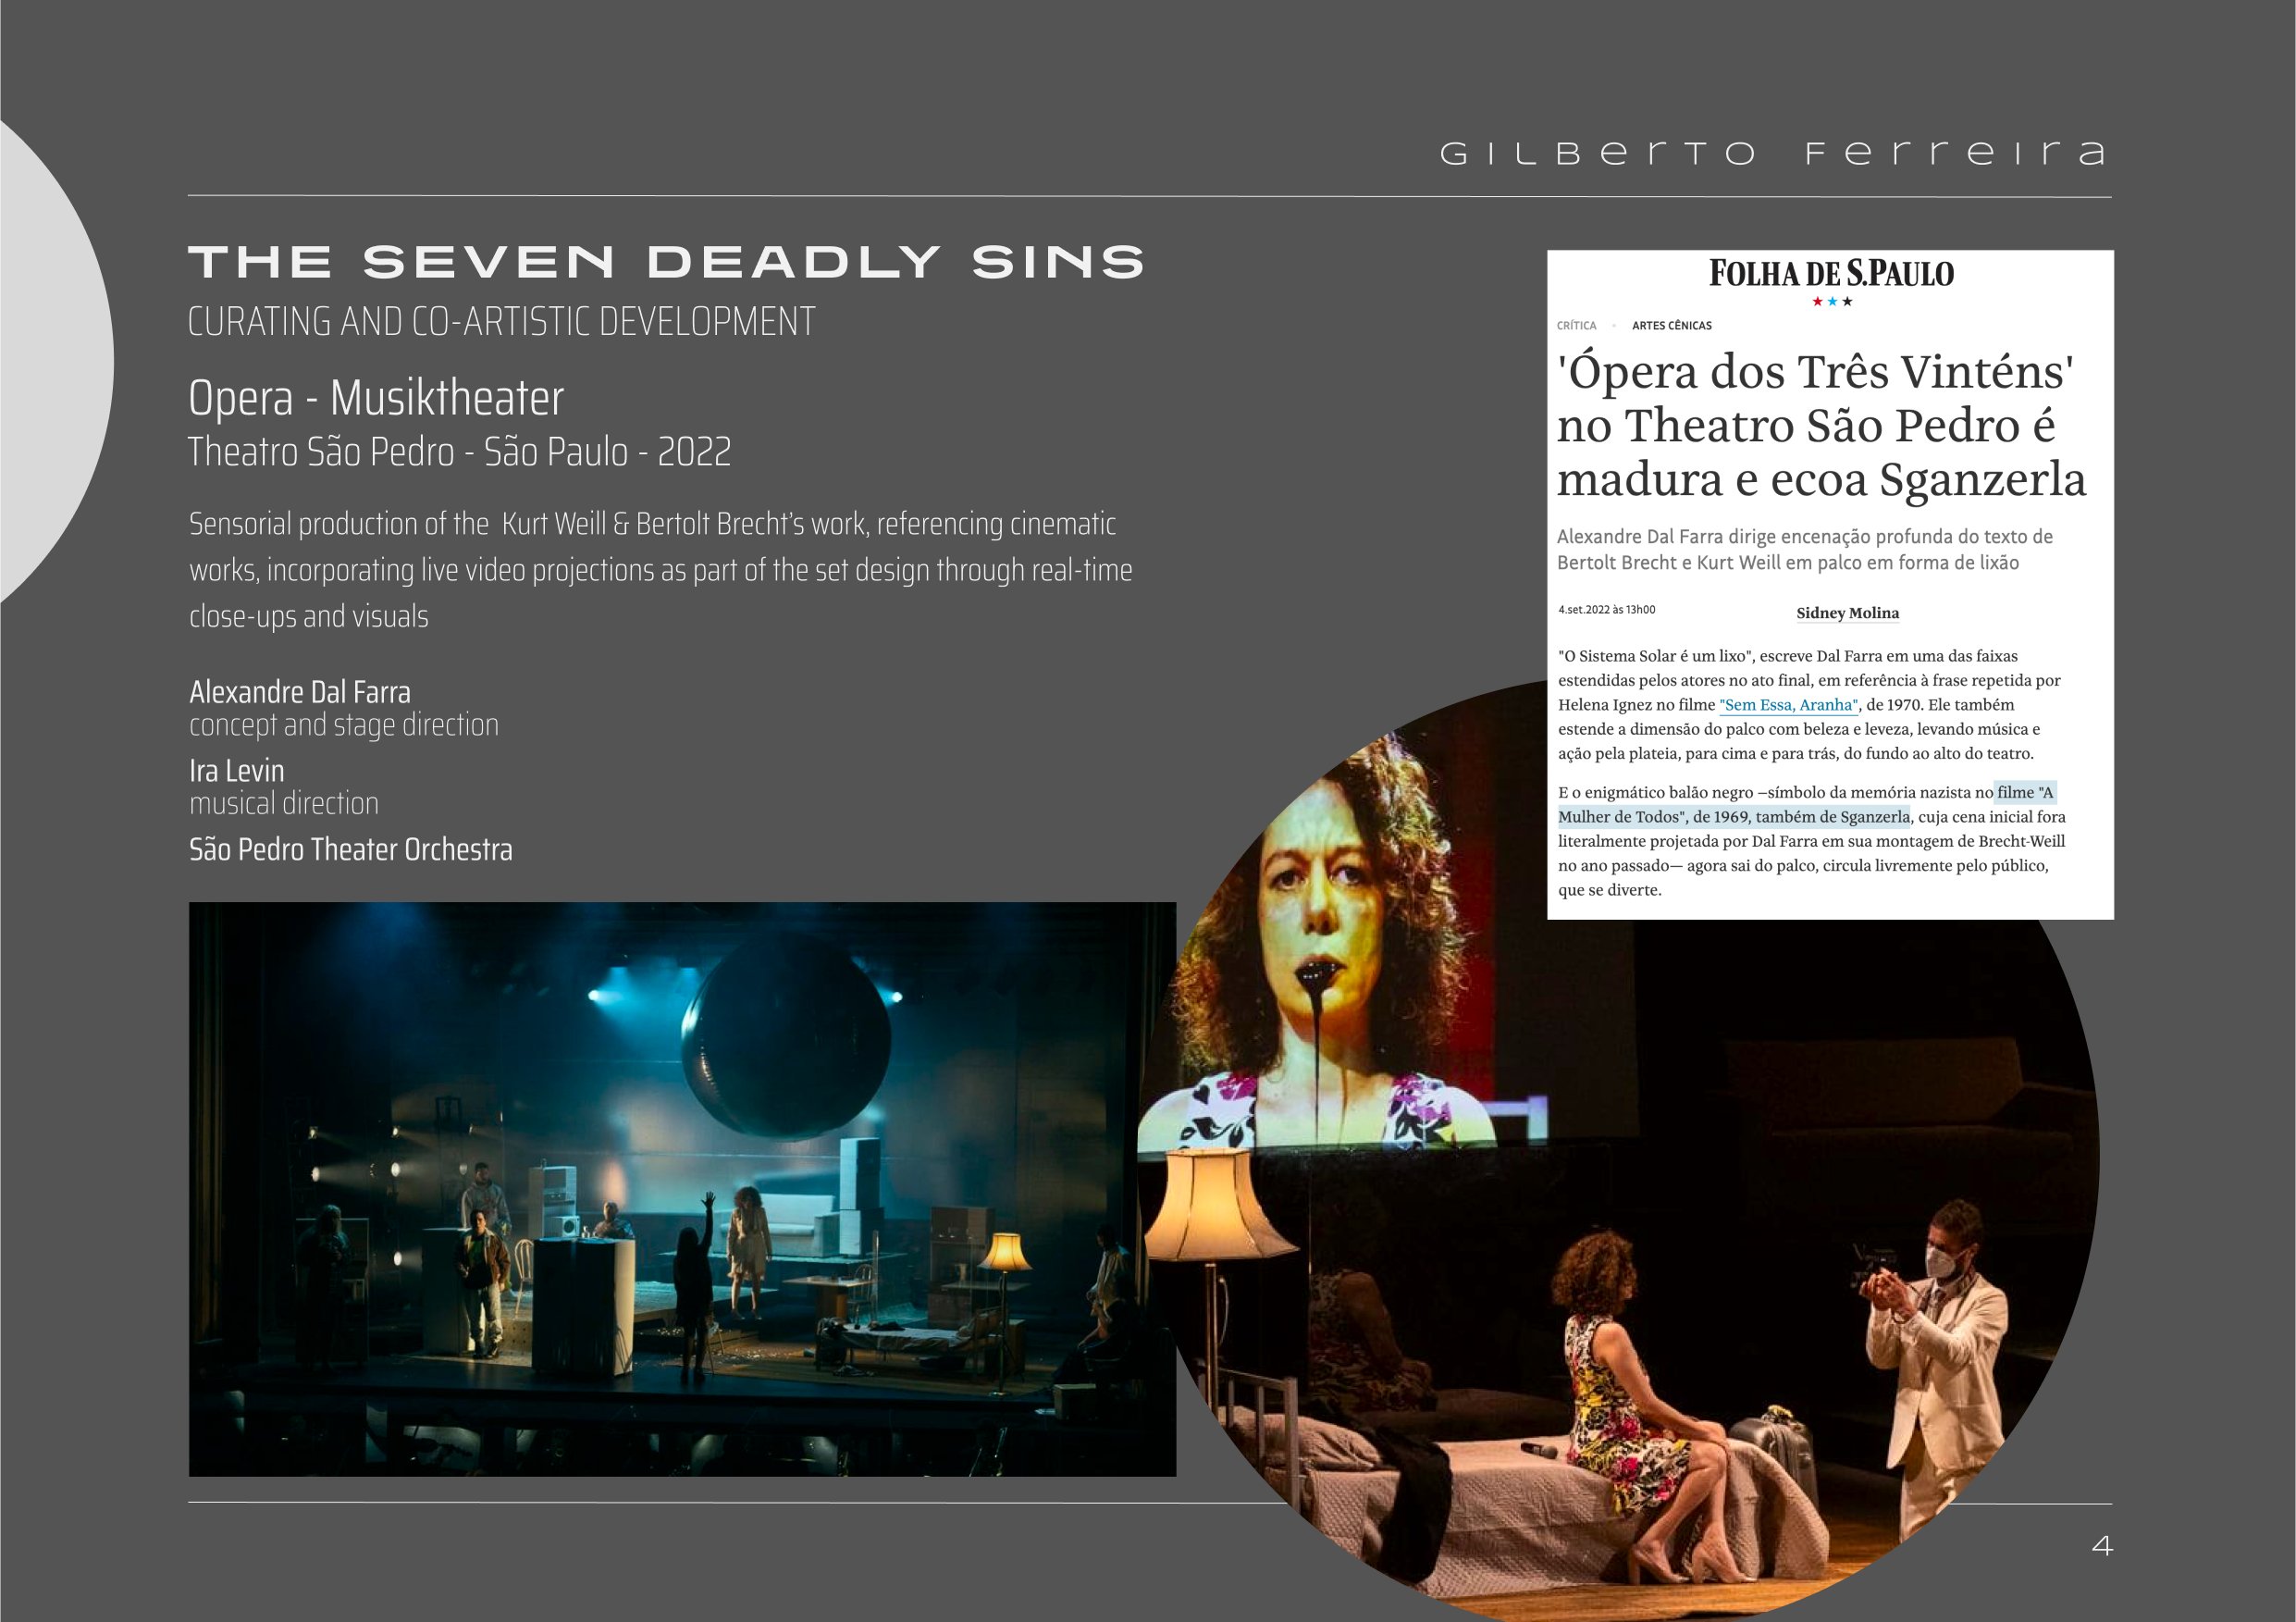 GILBerTO Ferreira
THE SEVEN DEADLY SINS
CURATING AND CO-ARTISTIC DEVELOPMENT
Opera - Musiktheater
Theatro São Pedro - São Paulo - 2022
Sensorial production of the Kurt Weill & Bertolt Brecht's work, referencing cinematic
works, incorporating live video projections as part of the set design through real-time
close-ups and visuals
Alexandre Dal Farra
concept and stage direction
Ira Levin
musical direction
São Pedro Theater Orchestra
FOLHA DE S.PAULO
CRÍTICA • ARTES CÊNICAS
'Ópera dos Três Vinténs'
no Theatro São Pedro é
madura e ecoa Sganzerla
Alexandre Dal Farra dirige encenação profunda do texto de
Bertolt Brecht e Kurt Weill em palco em forma de lixão
4.set.2022 às 13h00
Sidney Molina
"O Sistema Solar é um lixo", escreve Dal Farra em uma das faixas
estendidas pelos atores no ato final, em referência à frase repetida por
Helena Ignez no filme "Sem Essa, Aranha", de 1970. Ele também
estende a dimensão do palco com beleza e leveza, levando música e
ação pela plateia, para cima e para trás, do fundo ao alto do teatro.
E o enigmático balão negro —símbolo da memória nazista no filme "A
Mulher de Todos", de 1969, também de Sganzerla, cuja cena inicial fora
literalmente projetada por Dal Farra em sua montagem de Brecht-Weill
no ano passado— agora sai do palco, circula livremente pelo público,
que se diverte.
4